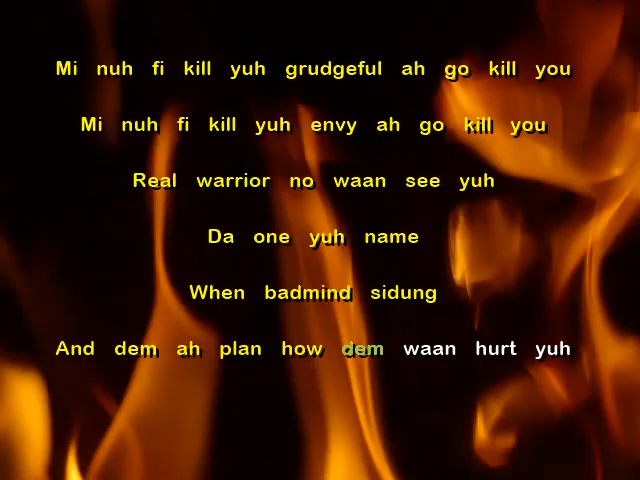 Mi nuh fi kill yuh grudgeful ah go kill you
Mi nuh fi kill yuh envy ah go kill you
Real warrior no waan see yuh
Da one yuh name
When badmind sidung
And dem ah plan how dem waan hurt yuh